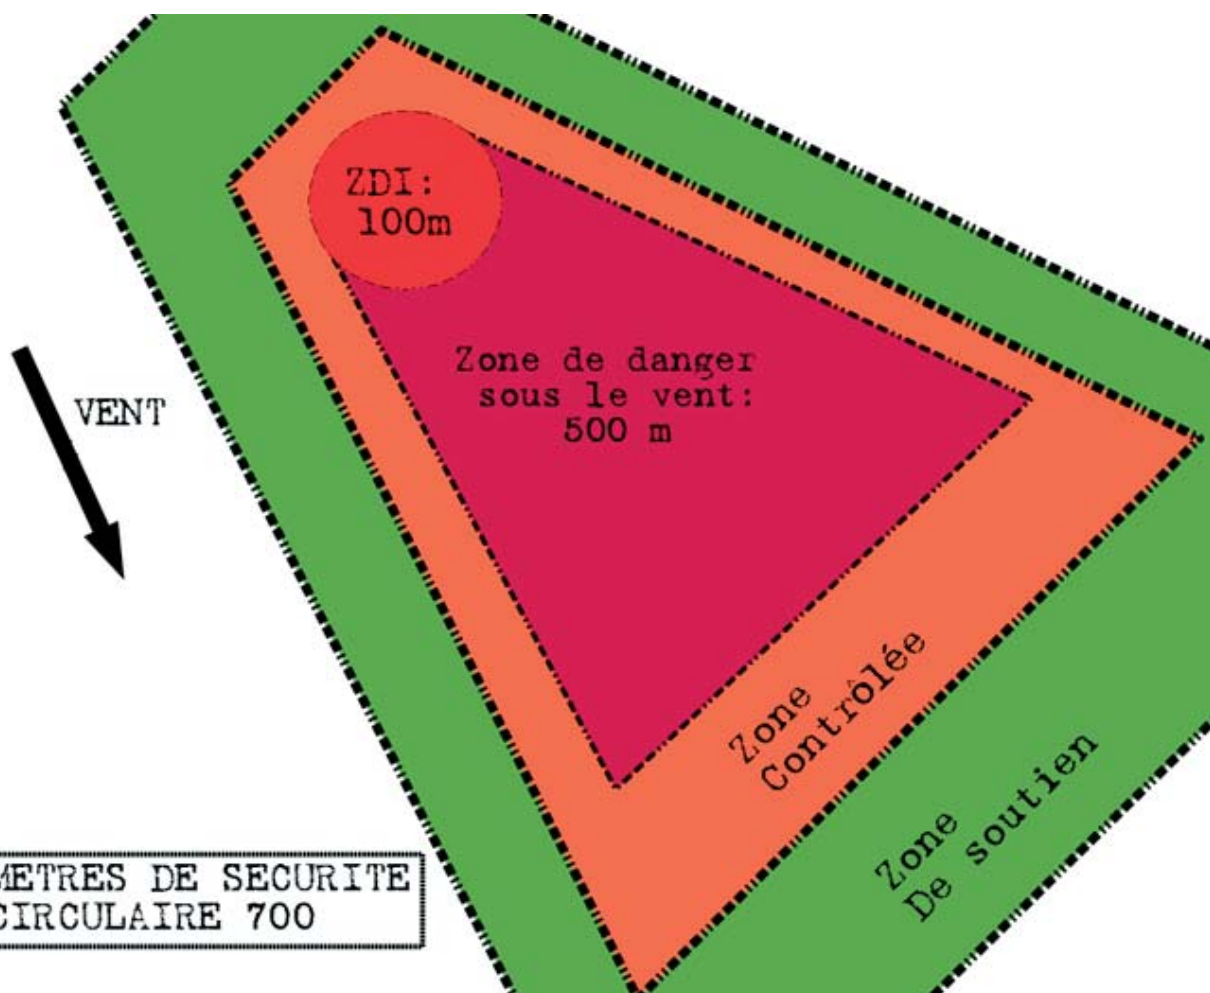 ZDI:
100m
Zone de danger
sous le vent:
500 m
VENT
Zone
Contrôlée
Zone
De soutien
METRES DE SECURITE
CIRCULAIRE 700